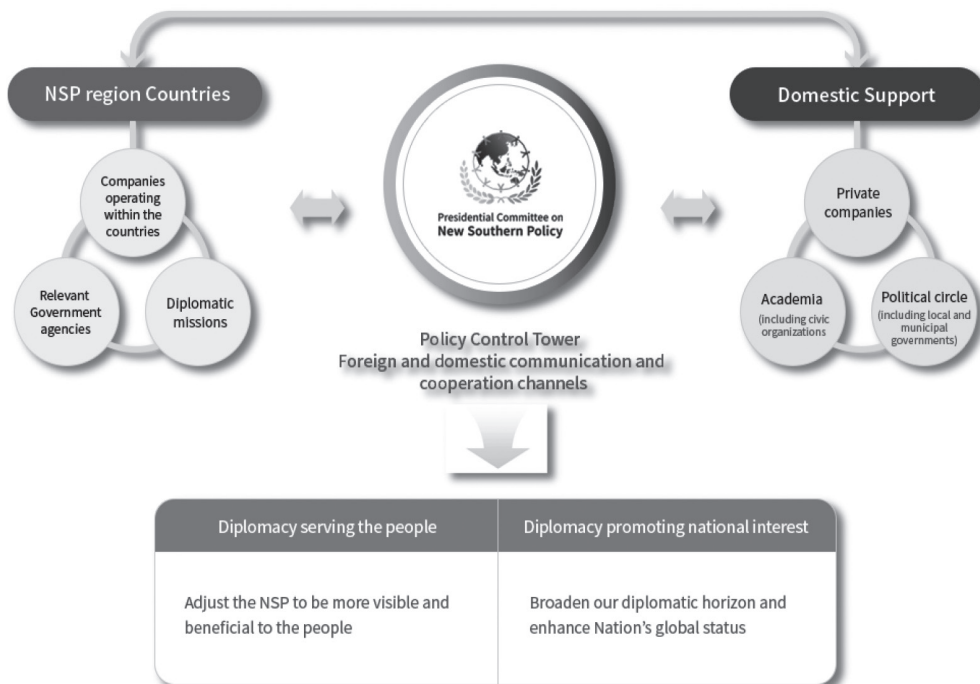 NSP region Countries
Domestic Support
Companies
operating
within the
countries
Relevant
Government
agencies
Diplomatic
missions
Presidential Committee on
New Southern Policy
Private
companies
Academia
(including civic
organizations
Political circle
(including local and
municipal
governments)
Policy Control Tower
Foreign and domestic communication and
cooperation channels
Diplomacy serving the people
Adjust the NSP to be more visible and
beneficial to the people
Diplomacy promoting national interest
Broaden our diplomatic horizon and
enhance Nation’s global status